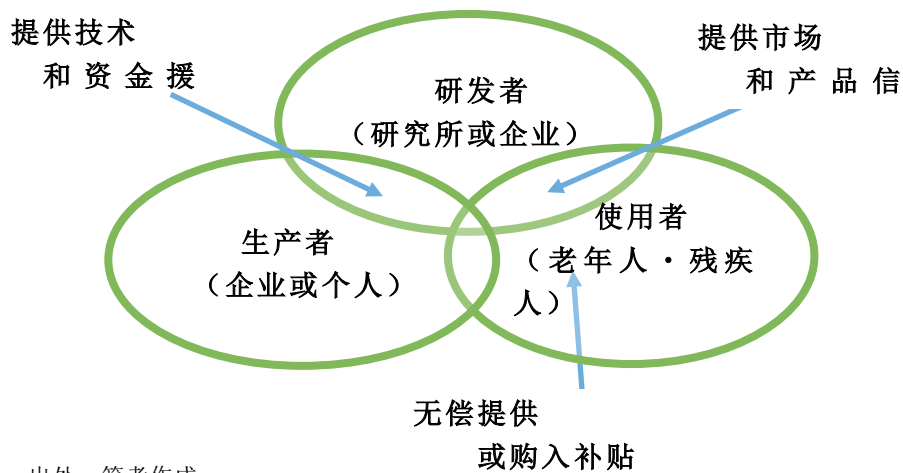 提供技术
和资金援
提供市场
和产品信
研发者
（研究所或企业）
生产者
（企业或个人）
使用者
（老年人·残疾
人）
无偿提供
或购入补贴